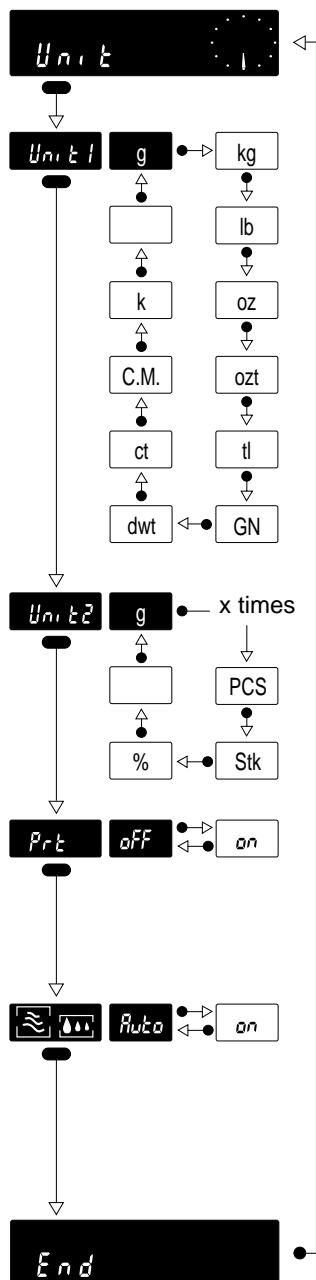 Unit
Unit1 g kg
lb
k oz
C.M. ozt
ct tl
dwt GN
Unit2 g x times
PCS
% Stk
Prt oFF on
Auto on
End